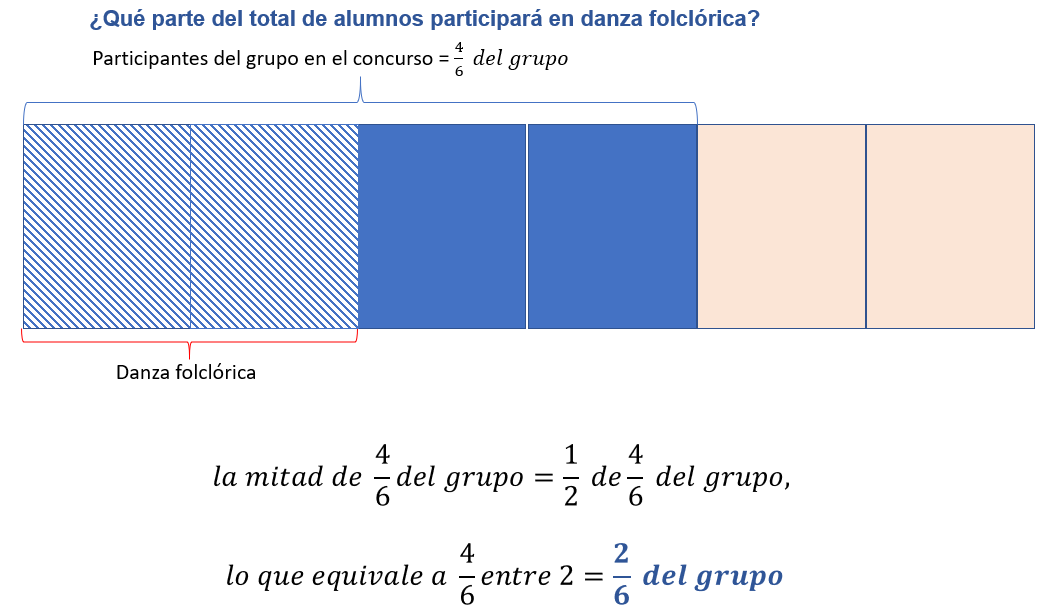 ¿Qué parte del total de alumnos participará en danza folclórica?
Participantes del grupo en el concurso = 4/6 del grupo
Danza folclórica
la mitad de 4/6 del grupo = 1/2 de 4/6 del grupo,
lo que equivale a 4/6 entre 2 = 2/6 del grupo